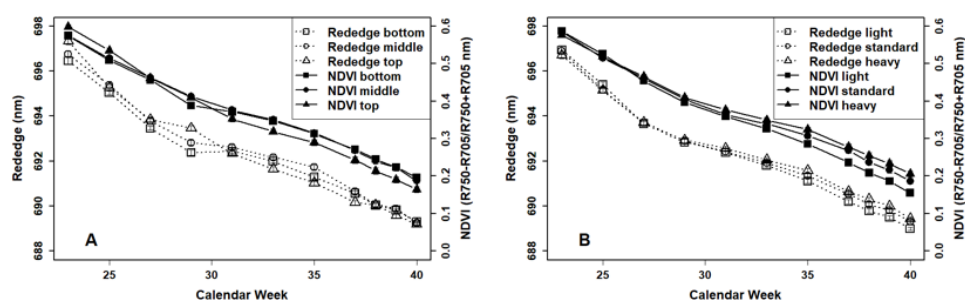 698
696
694
692
690
688
Rededge (nm)
0.6
0.5
0.4
0.3
0.2
0.1
0.0
NDVI (R750-R705/R750+R705 nm)
Rededge bottom
Rededge middle
Rededge top
NDVI bottom
NDVI middle
NDVI top
A
25
30
35
40
Calendar Week
698
696
694
692
690
688
Rededge (nm)
0.6
0.5
0.4
0.3
0.2
0.1
0.0
NDVI (R750-R705/R750+R705 nm)
Rededge light
Rededge standard
Rededge heavy
NDVI light
NDVI standard
NDVI heavy
B
25
30
35
40
Calendar Week